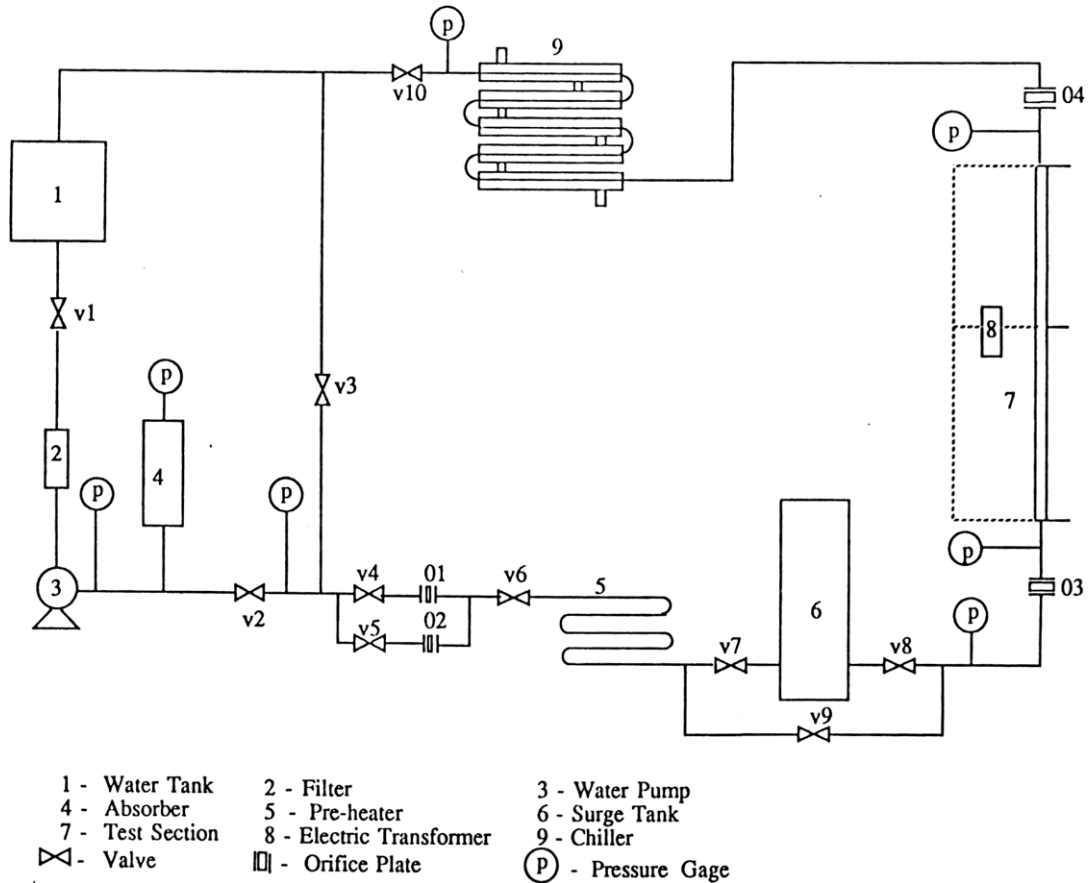 p
9
v10
04
p
1
v1
p
v3
8
7
2
4
p
p
p
3
v2
v4
01
v6
5
6
03
v5
02
p
v7
v8
v9
1 - Water Tank 2 - Filter 3 - Water Pump
4 - Absorber 5 - Pre-heater 6 - Surge Tank
7 - Test Section 8 - Electric Transformer 9 - Chiller
- Valve - Orifice Plate p - Pressure Gage